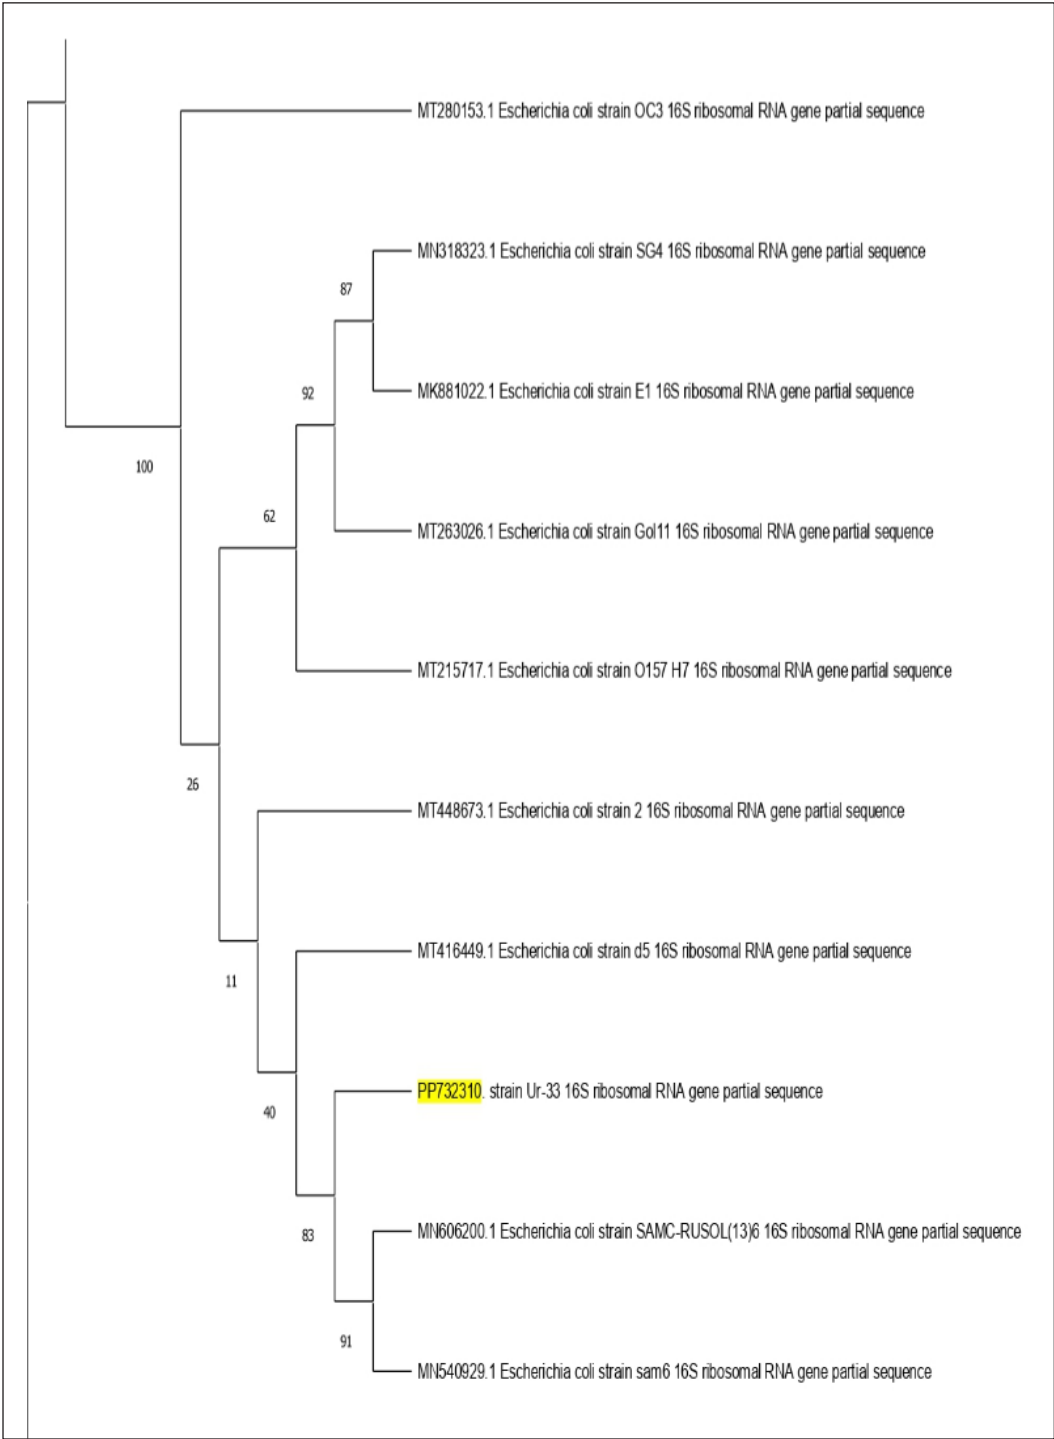 MT280153.1 Escherichia coli strain OC3 16S ribosomal RNA gene partial sequence
MN318323.1 Escherichia coli strain SG4 16S ribosomal RNA gene partial sequence
87
MK881022.1 Escherichia coli strain E1 16S ribosomal RNA gene partial sequence
92
100
62
MT263026.1 Escherichia coli strain Gol11 16S ribosomal RNA gene partial sequence
MT215717.1 Escherichia coli strain O157 H7 16S ribosomal RNA gene partial sequence
26
MT448673.1 Escherichia coli strain 2 16S ribosomal RNA gene partial sequence
MT416449.1 Escherichia coli strain d5 16S ribosomal RNA gene partial sequence
11
PP732310. strain Ur-33 16S ribosomal RNA gene partial sequence
40
MN606200.1 Escherichia coli strain SAMC-RUSOL(13)6 16S ribosomal RNA gene partial sequence
83
91
MN540929.1 Escherichia coli strain sam6 16S ribosomal RNA gene partial sequence